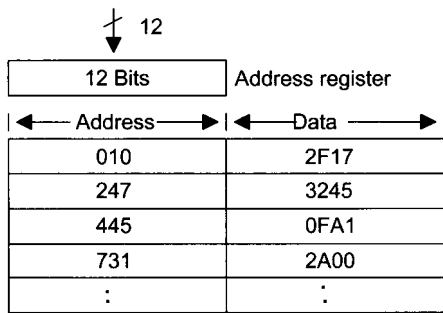 12
12 Bits Address register
Address Data
010 2F17
247 3245
445 0FA1
731 2A00
: :